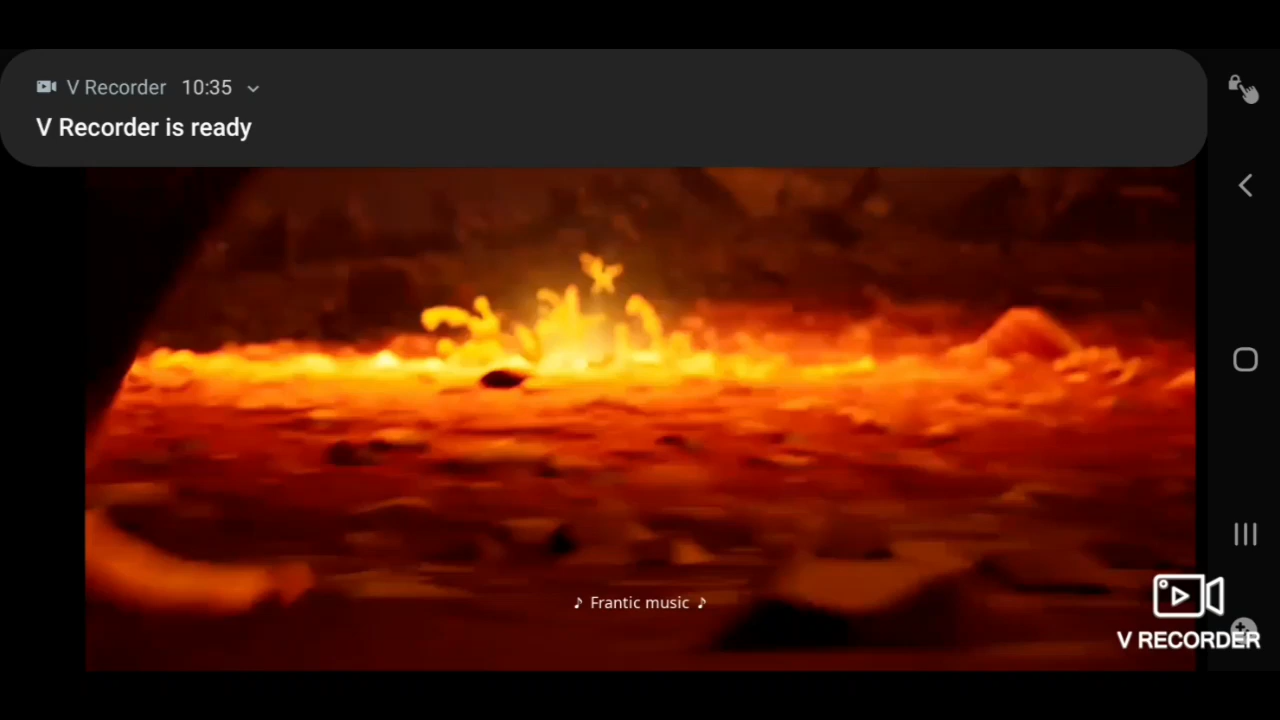 V Recorder 10:35
V Recorder is ready
♪ Frantic music ♪
V RECORDER